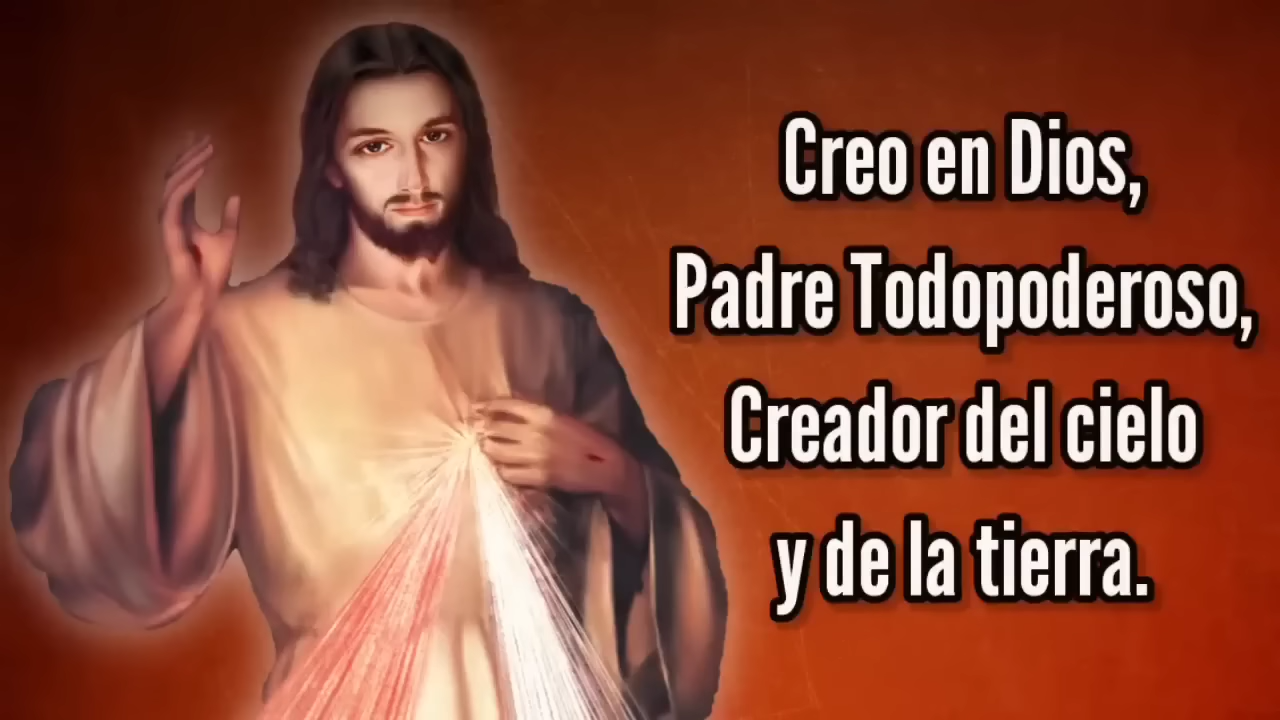 Creo en Dios,
Padre Todopoderoso,
Creador del cielo
y de la tierra.